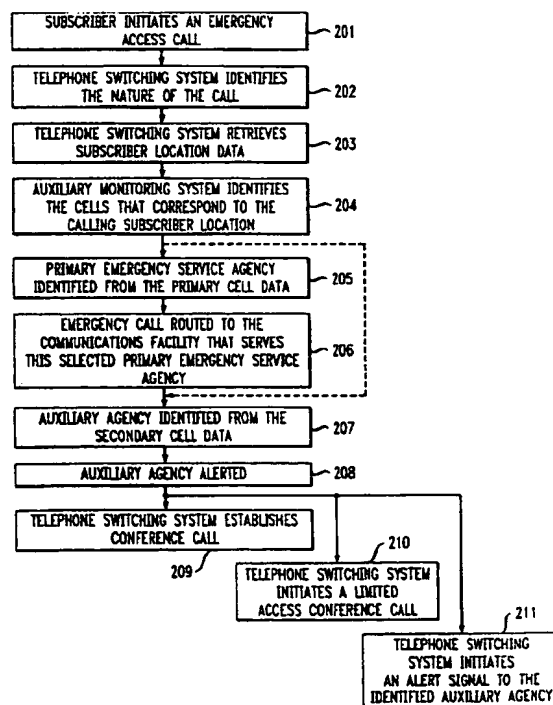 SUBSCRIBER INITIATES AN EMERGENCY
ACCESS CALL
201
TELEPHONE SWITCHING SYSTEM IDENTIFIES
THE NATURE OF THE CALL
202
TELEPHONE SWITCHING SYSTEM RETRIEVES
SUBSCRIBER LOCATION DATA
203
AUXILIARY MONITORING SYSTEM IDENTIFIES
THE CELLS THAT CORRESPOND TO THE
CALLING SUBSCRIBER LOCATION
204
PRIMARY EMERGENCY SERVICE AGENCY
IDENTIFIED FROM THE PRIMARY CELL DATA
205
EMERGENCY CALL ROUTED TO THE
COMMUNICATIONS FACILITY THAT SERVES
THIS SELECTED PRIMARY EMERGENCY SERVICE
AGENCY
206
AUXILIARY AGENCY IDENTIFIED FROM THE
SECONDARY CELL DATA
207
AUXILIARY AGENCY ALERTED
208
TELEPHONE SWITCHING SYSTEM ESTABLISHES
CONFERENCE CALL
209
210
TELEPHONE SWITCHING SYSTEM
INITIATES A LIMITED
ACCESS CONFERENCE CALL
211
TELEPHONE SWITCHING
SYSTEM INITIATES
AN ALERT SIGNAL TO THE
IDENTIFIED AUXILIARY AGENCY